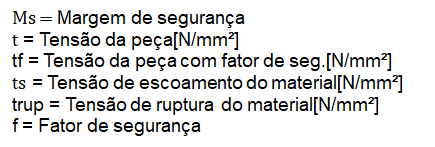 Ms = Margem de segurança
t = Tensão da peça[N/mm²]
tf = Tensão da peça com fator de seg.[N/mm²]
ts = Tensão de escoamento do material[N/mm²]
trup = Tensão de ruptura do material[N/mm²]
f = Fator de segurança